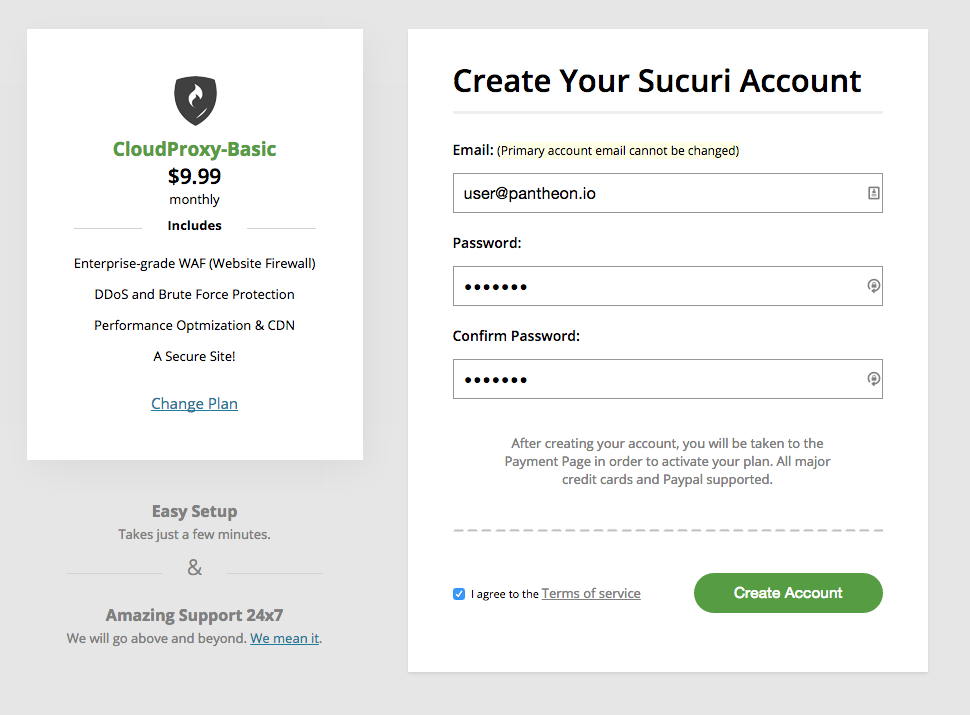 CloudProxy-Basic
$9.99
monthly
Includes
Enterprise-grade WAF (Website Firewall)
DDoS and Brute Force Protection
Performance Optmization & CDN
A Secure Site!
Change Plan
Easy Setup
Takes just a few minutes.
&
Amazing Support 24x7
We will go above and beyond. We mean it.
Create Your Sucuri Account
Email: (Primary account email cannot be changed)
user@pantheon.io
Password:
•••••••
Confirm Password:
•••••••
After creating your account, you will be taken to the
Payment Page in order to activate your plan. All major
credit cards and Paypal supported.
I agree to the Terms of service
Create Account